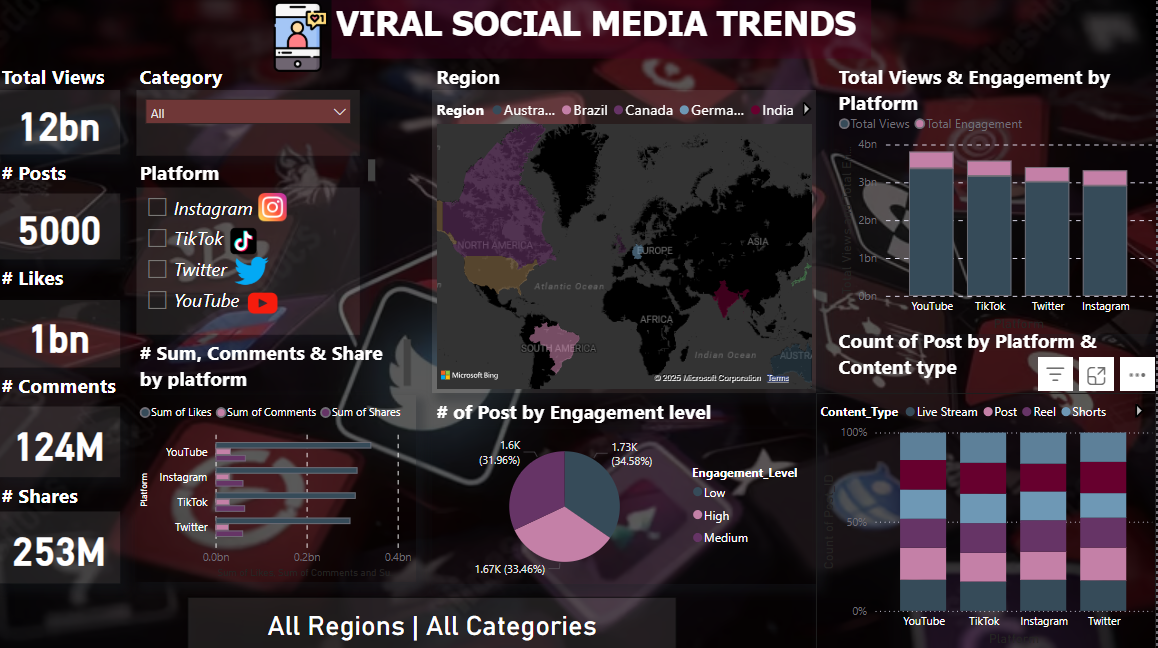 VIRAL SOCIAL MEDIA TRENDS
Total Views
12bn
# Posts
5000
# Likes
1bn
# Comments
124M
# Shares
253M
Category
All
Platform
Instagram
TikTok
Twitter
YouTube
# Sum, Comments & Share
by platform
Sum of Likes Sum of Comments Sum of Shares
Platform
YouTube
Instagram
TikTok
Twitter
0.0bn 0.2bn 0.4bn
Region
Region Austra... Brazil Canada Germa... India
NORTH AMERICA
EUROPE
ASIA
Atlantic Ocean
AFRICA
SOUTH AMERICA
Indian Ocean
AUSTR
Microsoft Bing
© 2025 Microsoft Corporation Terms
# of Post by Engagement level
1.6K
(31.96%)
1.73K
(34.58%)
1.67K (33.46%)
Engagement_Level
Low
High
Medium
Total Views & Engagement by
Platform
Total Views Total Engagement
4bn
3bn
2bn
1bn
0bn
YouTube TikTok Twitter Instagram
Count of Post by Platform &
Content type
Content_Type Live Stream Post Reel Shorts
100%
50%
0%
YouTube TikTok Instagram Twitter
Platform
All Regions | All Categories